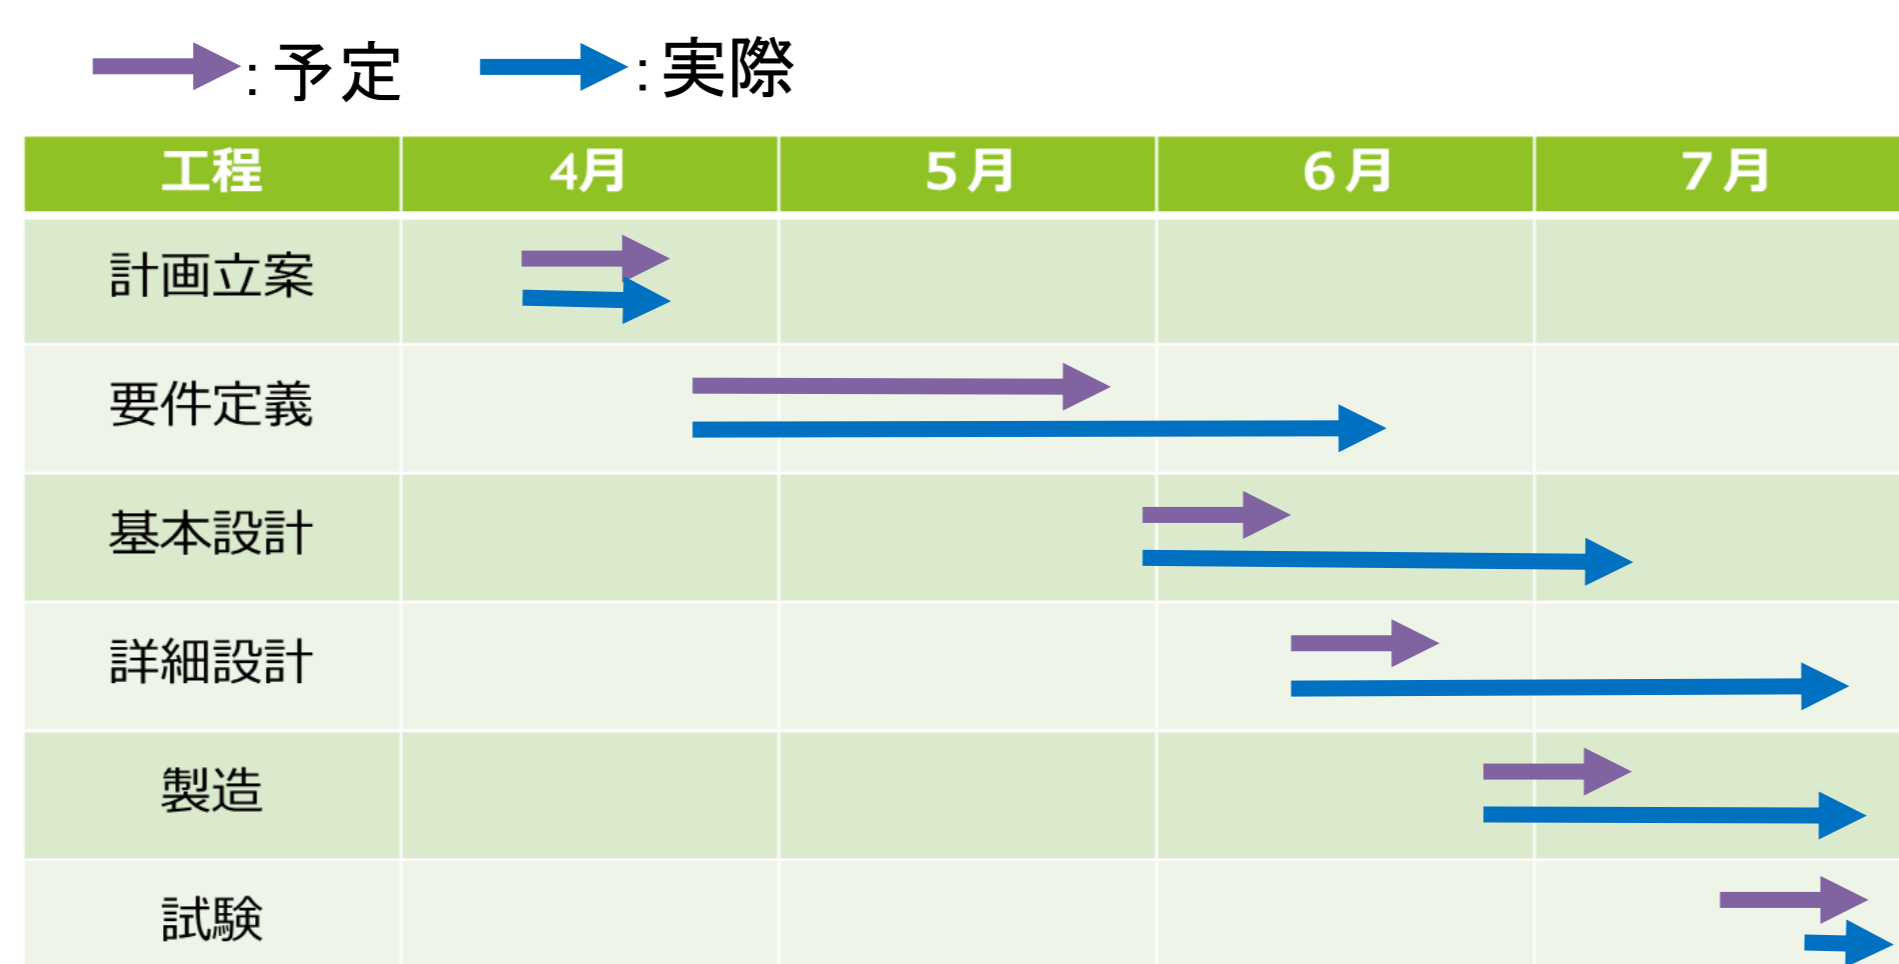 :予定 :実際
工程 4月 5月 6月 7月
計画立案
要件定義
基本設計
詳細設計
製造
試験